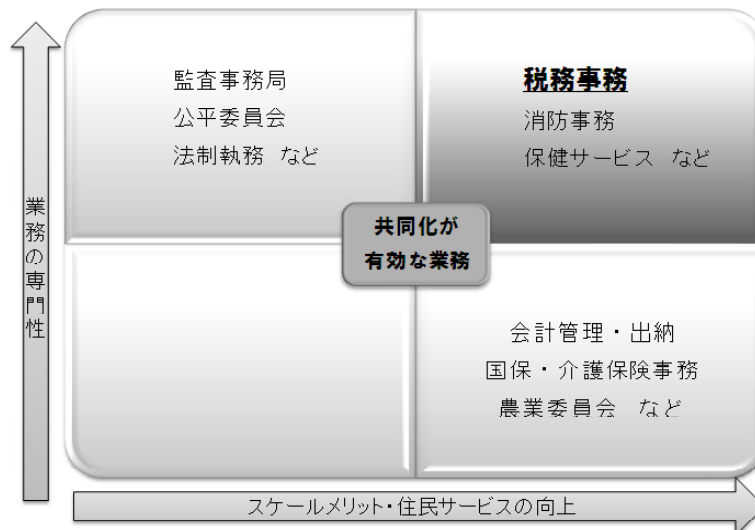 監査事務局
公平委員会
法制執務 など
税務事務
消防事務
保健サービス など
共同化が
有効な業務
会計管理・出納
国保・介護保険事務
農業委員会 など
業務の専門性
スケールメリット・住民サービスの向上